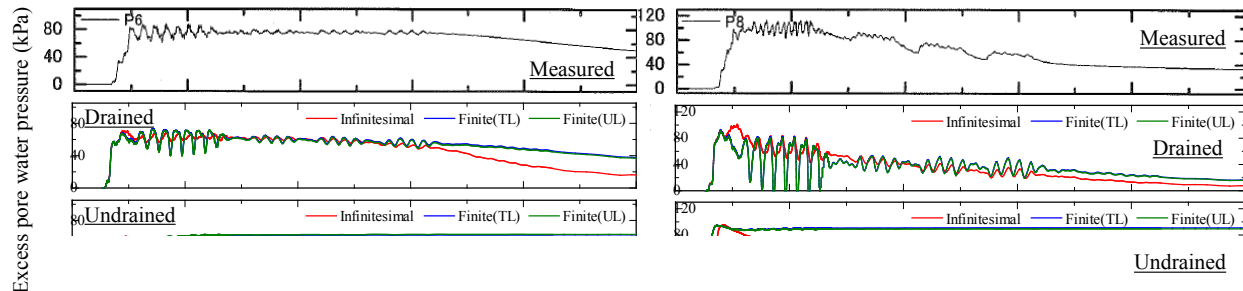 Excess pore water pressure (kPa)
80
40
0
P6
Measured
120
80
40
0
P8
Measured
Drained
80
40
0
Infinitesimal
Finite(TL)
Finite(UL)
120
80
40
0
Infinitesimal
Finite(TL)
Finite(UL)
Drained
Undrained
80
Infinitesimal
Finite(TL)
Finite(UL)
120
80
Infinitesimal
Finite(TL)
Finite(UL)
Undrained